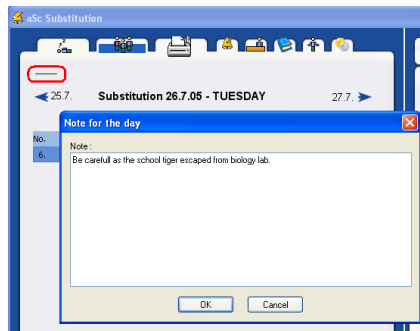 aSc Substitution
25.7.
Substitution 26.7.05 - TUESDAY
27.7.
Note for the day
No.
6.
Note :
Be carefull as the school tiger escaped from biology lab.
OK
Cancel